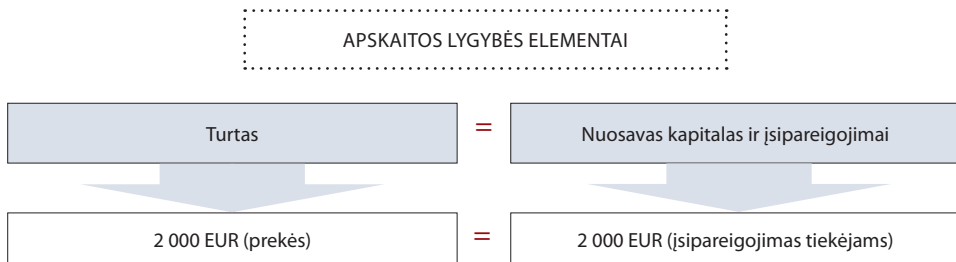 APSKAITOS LYGYBĖS ELEMENTAI
Turtas = Nuosavas kapitalas ir įsipareigojimai
2 000 EUR (prekės) = 2 000 EUR (įsipareigojimas tiekėjams)